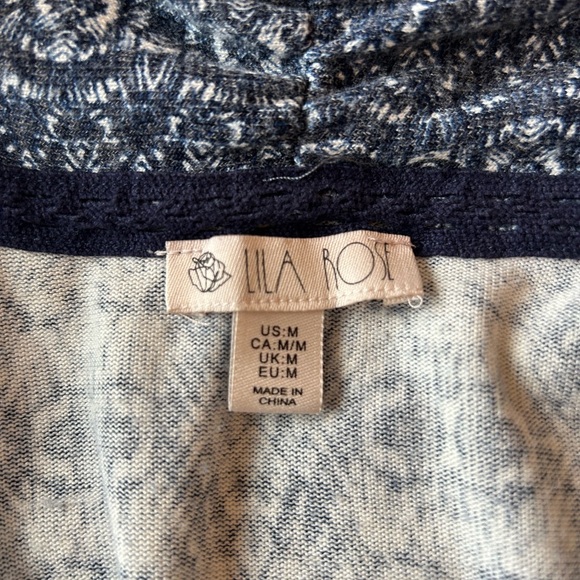 LILA ROSE
US:M
CA:M/M
UK:M
EU:M
MADE IN
CHINA